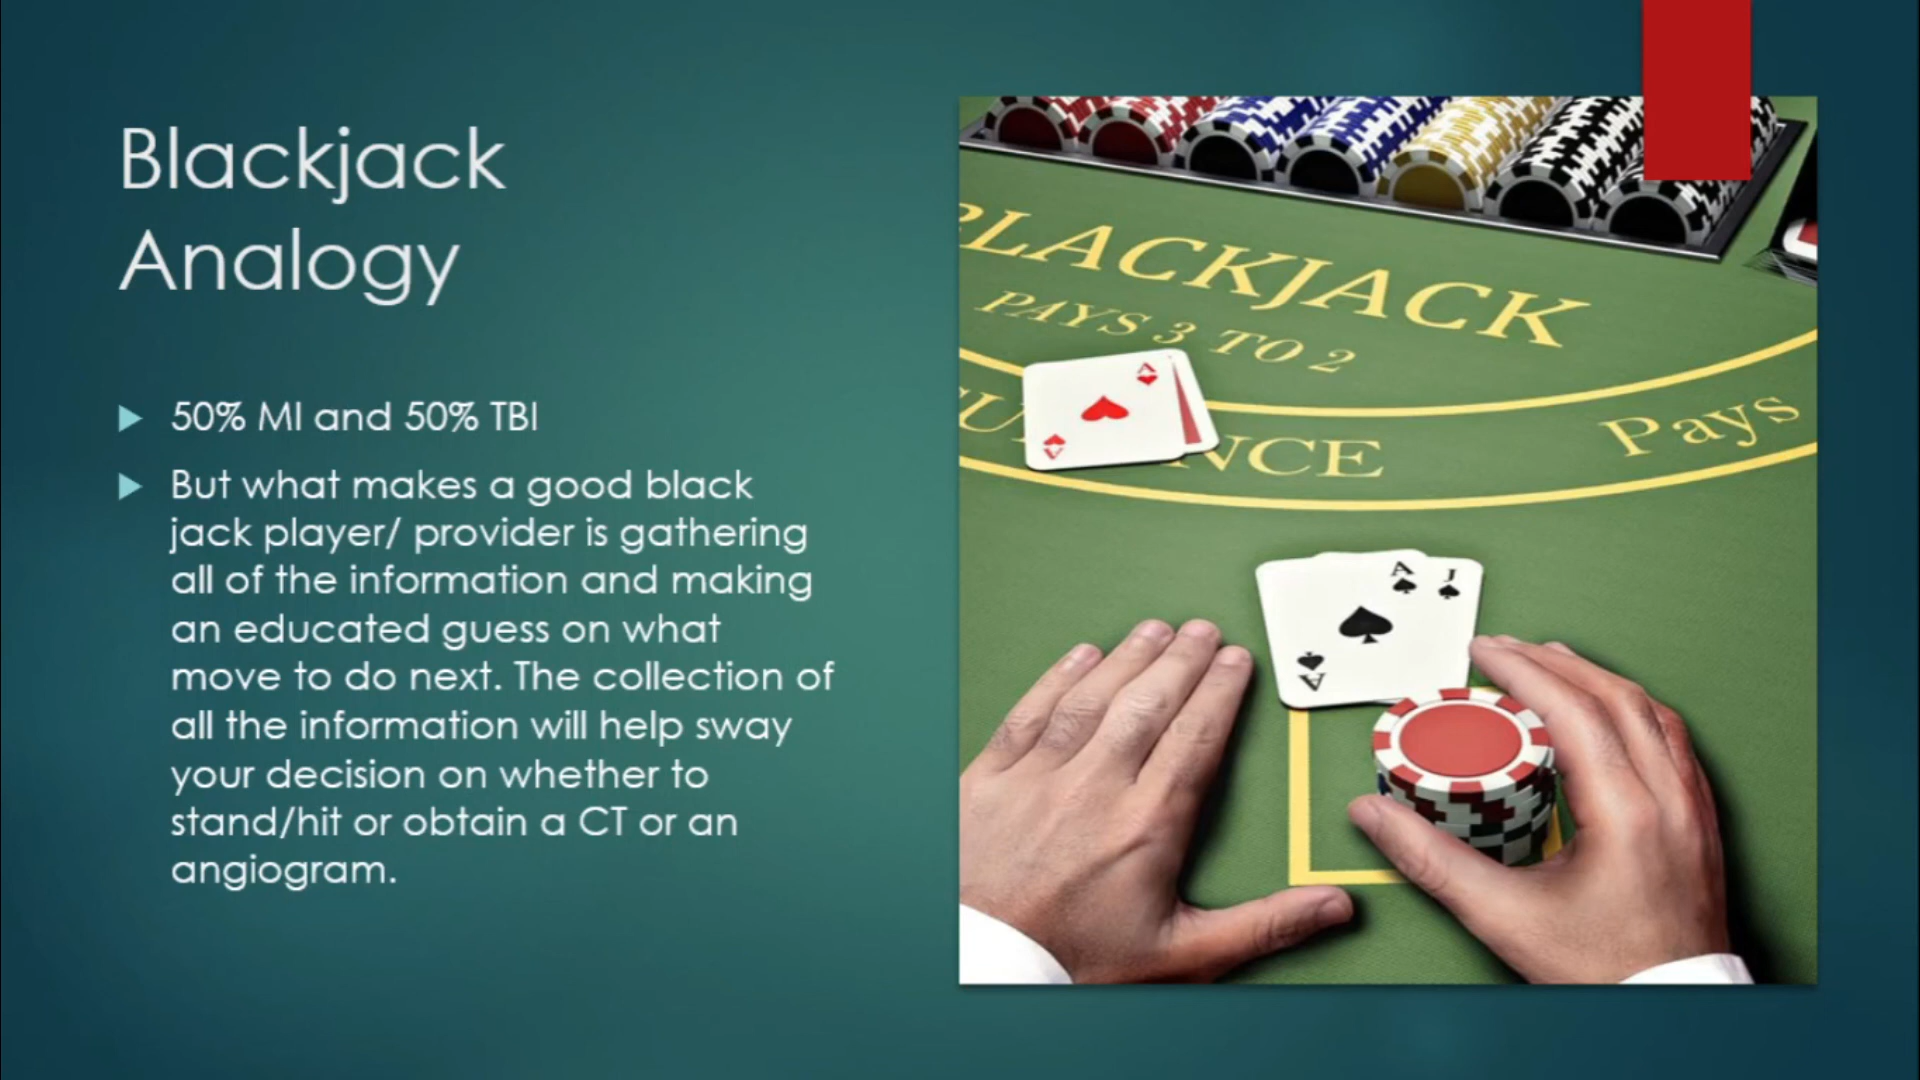 Blackjack
Analogy
50% MI and 50% TBI
But what makes a good black
jack player/ provider is gathering
all of the information and making
an educated guess on what
move to do next. The collection of
all the information will help sway
your decision on whether to
stand/hit or obtain a CT or an
angiogram.
BLACKJACK
PAYS 3 TO 2
NCE
Pays
A
A
A J
A